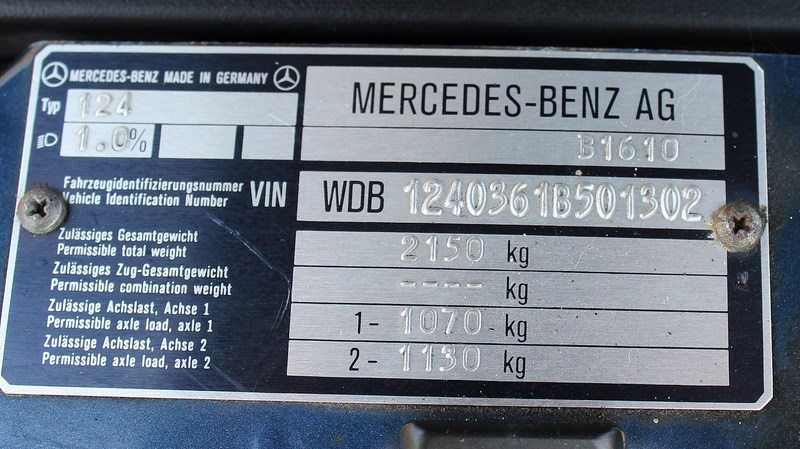 MERCEDES-BENZ MADE IN GERMANY
Typ 124
1.0%
MERCEDES-BENZ AG
B1610
Fahrzeugidentifizierungsnummer
Vehicle Identification Number
VIN WDB 1240361B501302
Zulässiges Gesamtgewicht
Permissible total weight
2150 kg
Zulässiges Zug-Gesamtgewicht
Permissible combination weight
---- kg
Zulässige Achslast, Achse 1
Permissible axle load, axle 1
1- 1070 kg
Zulässige Achslast, Achse 2
Permissible axle load, axle 2
2- 1130 kg